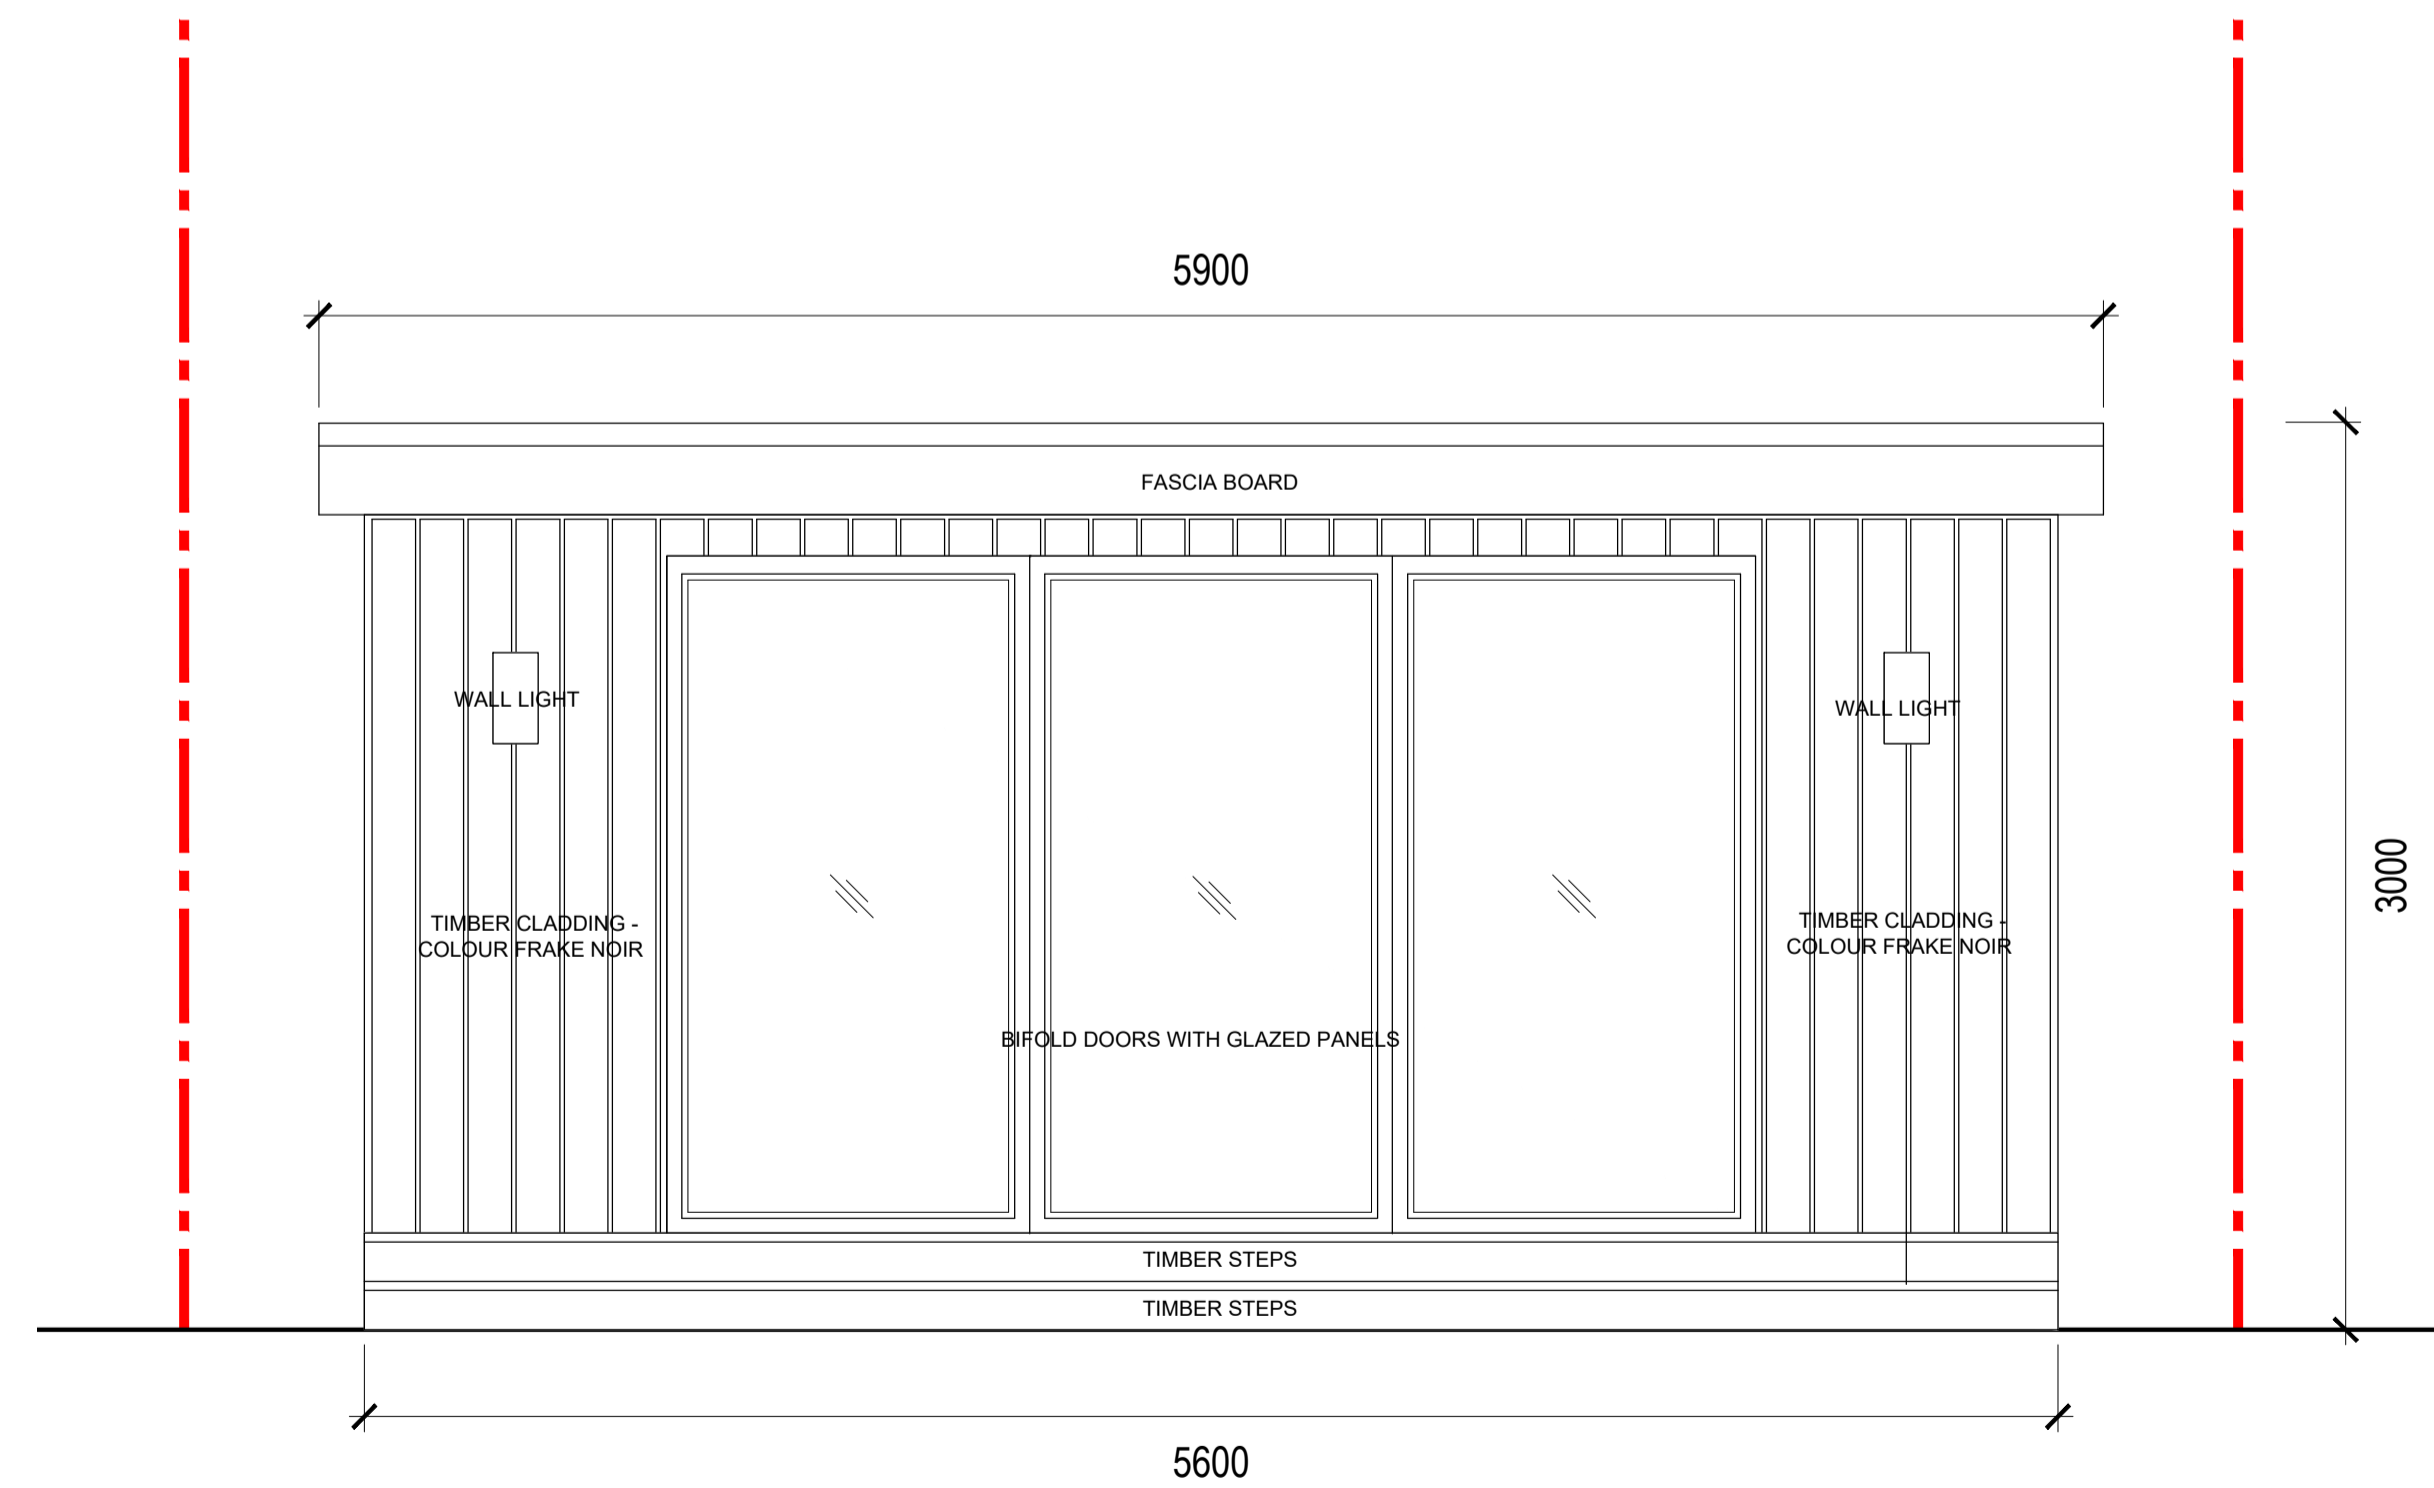 5900
FASCIA BOARD
WALL LIGHT
WALL LIGHT
3000
TIMBER CLADDING -
COLOUR FRAKE NOIR
TIMBER CLADDING -
COLOUR FRAKE NOIR
BIFOLD DOORS WITH GLAZED PANELS
TIMBER STEPS
TIMBER STEPS
5600